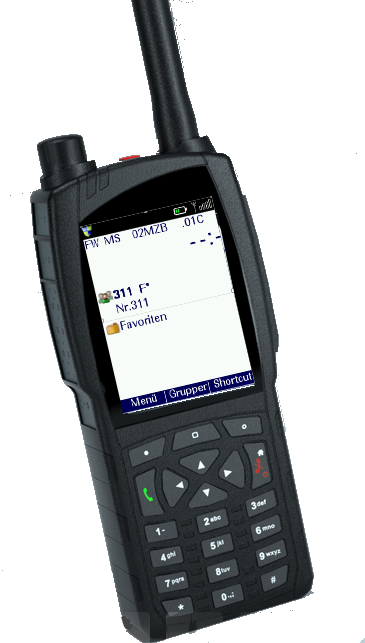 FW MS 02MZB .01C
--:-
311 F*
Nr.311
Favoriten
Menü Gruppen Shortcut
1- 2abc 3def
4ghi 5jkl 6mno
7pqrs 8tuv 9wxyz
* 0.,: #